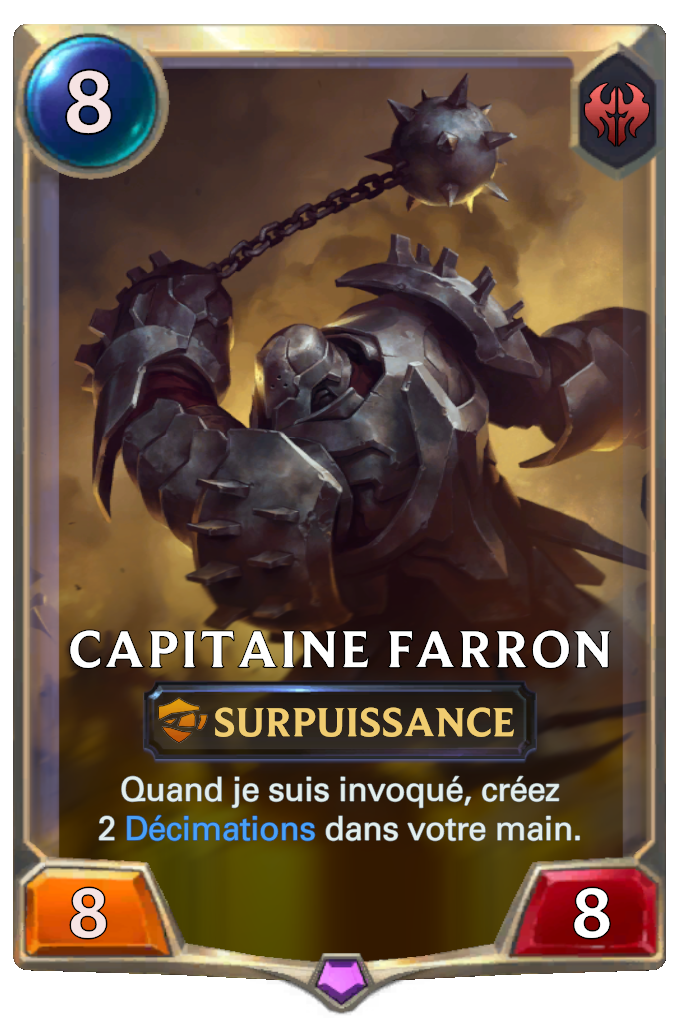 8
CAPITAINE FARRON
SURPUISSANCE
Quand je suis invoqué, créez
2 Décimations dans votre main.
8
8